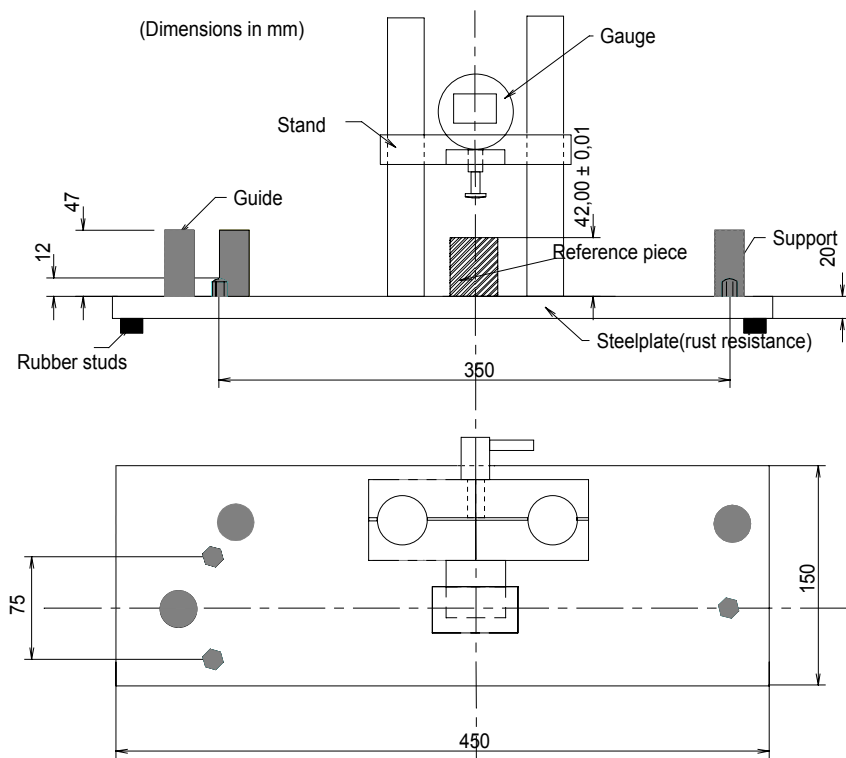 (Dimensions in mm)
Gauge
Stand
42,00 ± 0,01
47
Guide
12
Reference piece
Support
20
Rubber studs
Steelplate(rust resistance)
350
75
150
450